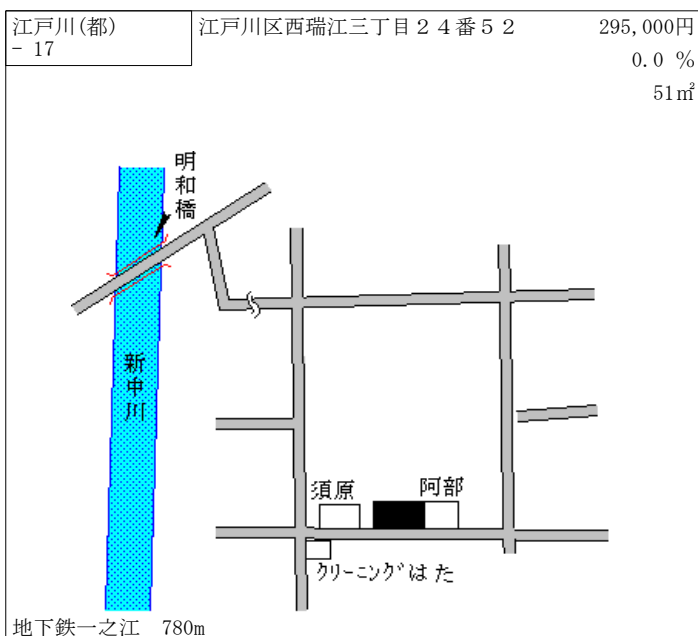 江戸川(都)
- 17
江戸川区西瑞江三丁目２４番５２
295,000円
0.0 %
51㎡
明和橋
新中川
須原
阿部
クリーニングはた
地下鉄一之江 780m